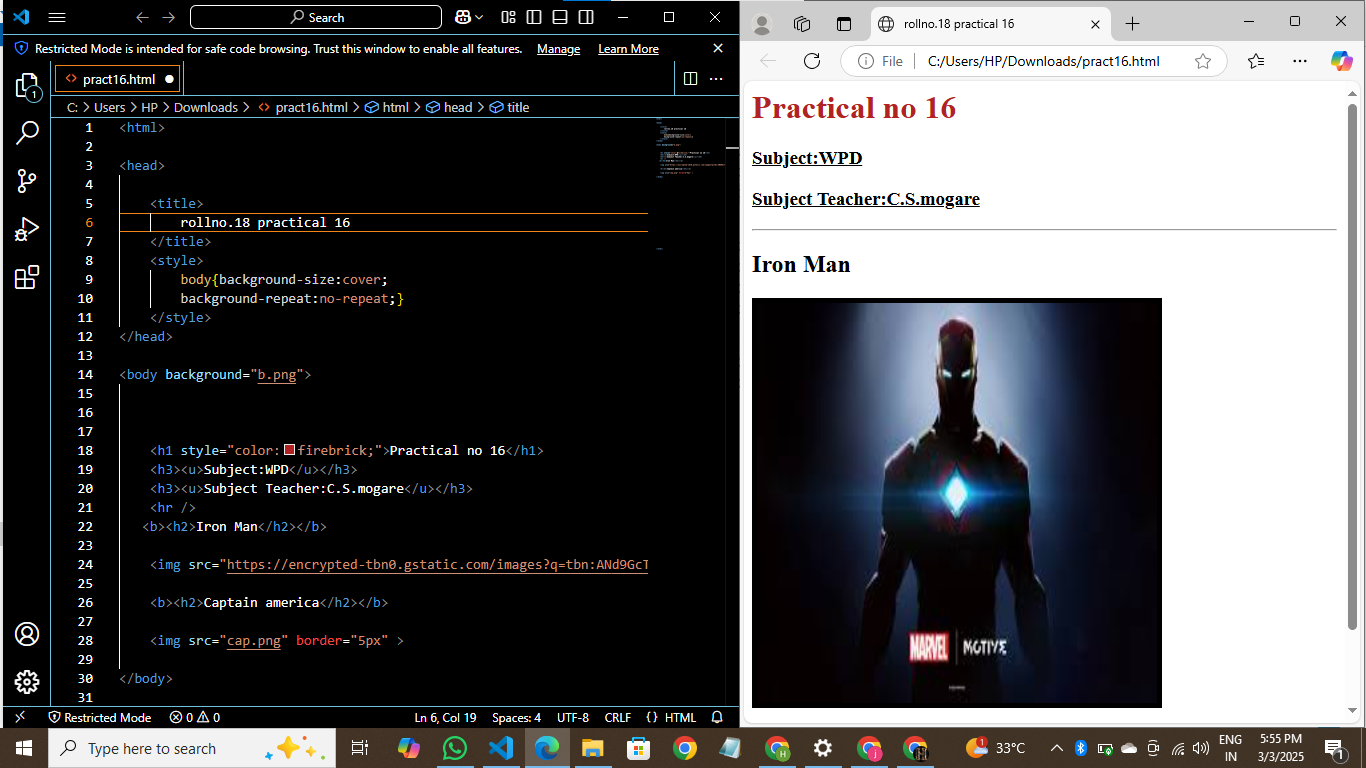 Search
Restricted Mode is intended for safe code browsing. Trust this window to enable all features. Manage Learn More
pract16.html
1
C: > Users > HP > Downloads > pract16.html > html > head > title
1 <html>
2
3 <head>
4
5 <title>
6 rollno.18 practical 16
7 </title>
8 <style>
9 body{background-size:cover;
10 background-repeat:no-repeat;}
11 </style>
12 </head>
13
14 <body background="b.png">
15
16
17
18 <h1 style="color:firebrick;">Practical no 16</h1>
19 <h3><u>Subject:WPD</u></h3>
20 <h3><u>Subject Teacher:C.S.mogare</u></h3>
21 <hr />
22 <b><h2>Iron Man</h2></b>
23
24 <img src="https://encrypted-tbn0.gstatic.com/images?q=tbn:ANd9GcT
25
26 <b><h2>Captain america</h2></b>
27
28 <img src="cap.png" border="5px" >
29
30 </body>
31
Restricted Mode 0 0 Ln 6, Col 19 Spaces: 4 UTF-8 CRLF {} HTML
rollno.18 practical 16
File C:/Users/HP/Downloads/pract16.html
Practical no 16
Subject:WPD
Subject Teacher:C.S.mogare
Iron Man
MARVEL | MOTIVE
Type here to search
1
33°C
ENG
IN
5:55 PM
3/3/2025
1